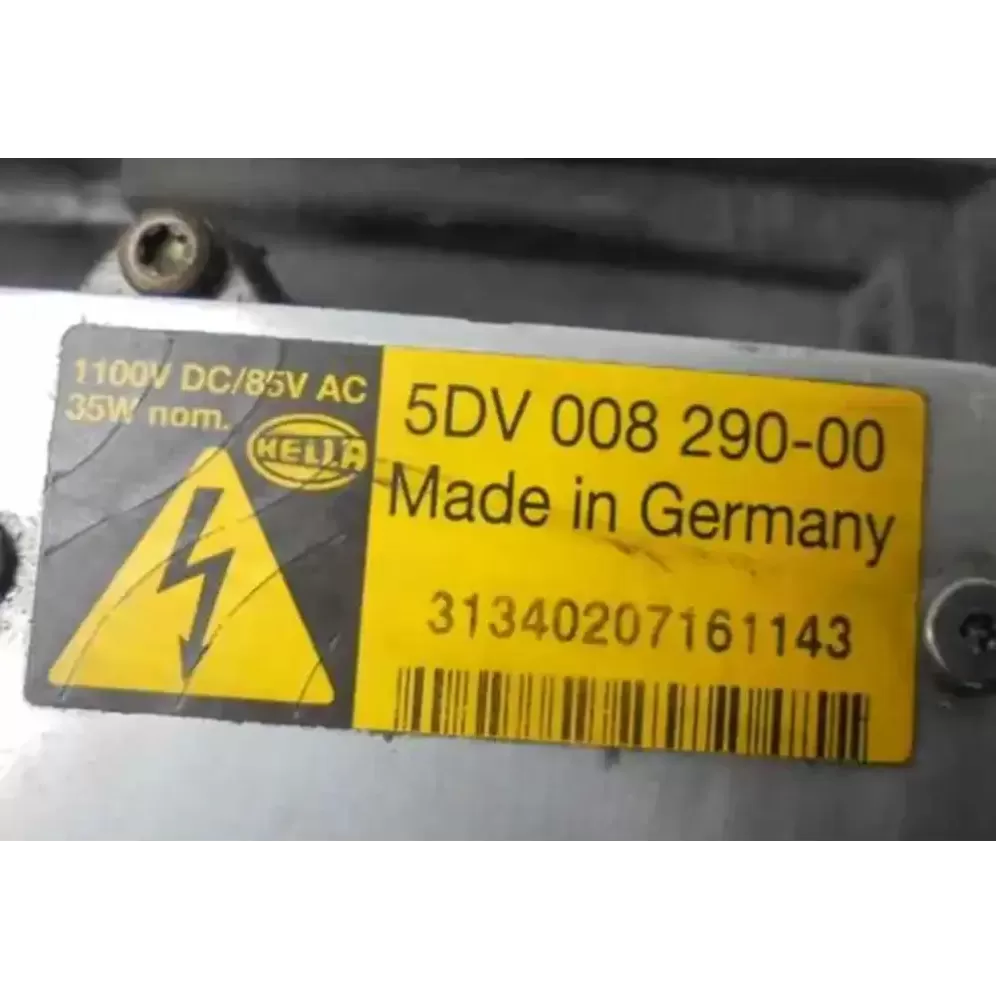 1100V DC/85V AC
35W nom.
HELLA
5DV 008 290-00
Made in Germany
31340207161143